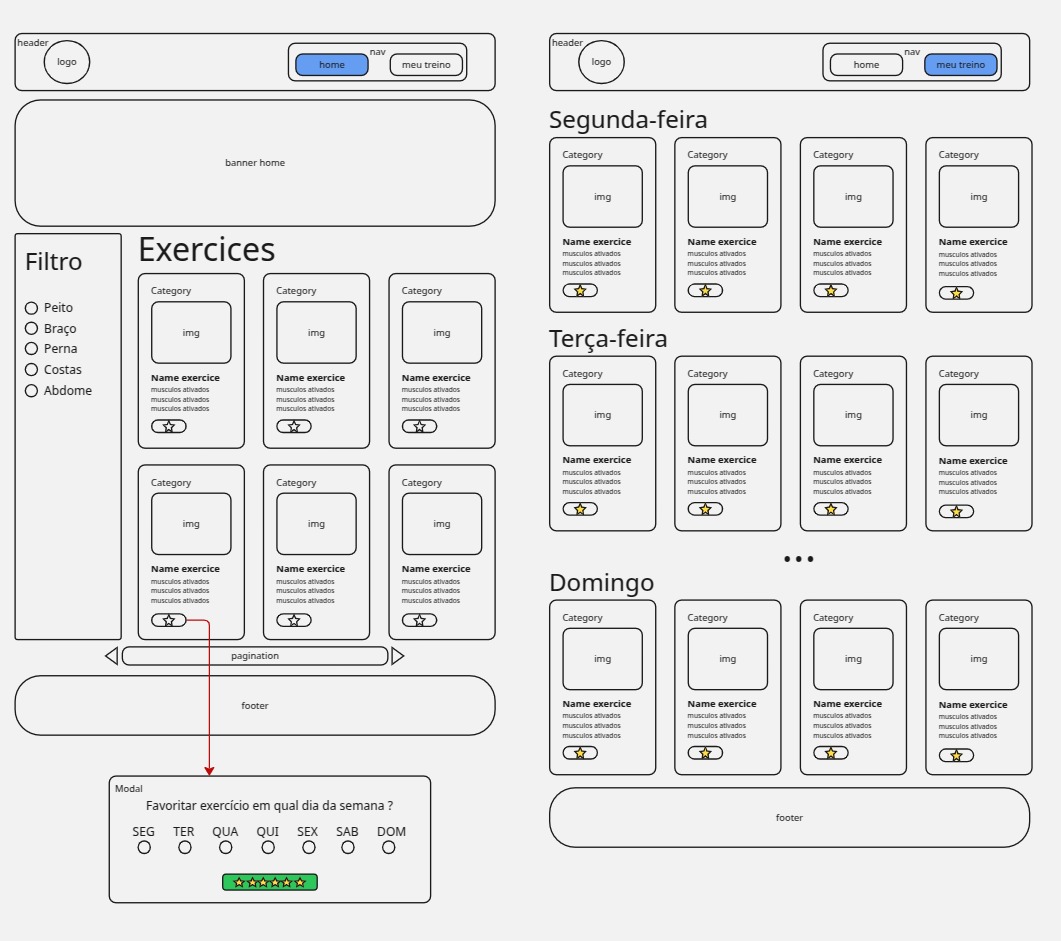 header
logo
nav
home
meu treino
banner home
Filtro
Peito
Braço
Perna
Costas
Abdome
Exercices
Category
img
Name exercice
musculos ativados
musculos ativados
musculos ativados
Category
img
Name exercice
musculos ativados
musculos ativados
musculos ativados
Category
img
Name exercice
musculos ativados
musculos ativados
musculos ativados
Category
img
Name exercice
musculos ativados
musculos ativados
musculos ativados
Category
img
Name exercice
musculos ativados
musculos ativados
musculos ativados
Category
img
Name exercice
musculos ativados
musculos ativados
musculos ativados
pagination
footer
Modal
Favoritar exercício em qual dia da semana ?
SEG TER QUA QUI SEX SAB DOM
header
logo
nav
home
meu treino
Segunda-feira
Category
img
Name exercice
musculos ativados
musculos ativados
musculos ativados
Category
img
Name exercice
musculos ativados
musculos ativados
musculos ativados
Category
img
Name exercice
musculos ativados
musculos ativados
musculos ativados
Category
img
Name exercice
musculos ativados
musculos ativados
musculos ativados
Terça-feira
Category
img
Name exercice
musculos ativados
musculos ativados
musculos ativados
Category
img
Name exercice
musculos ativados
musculos ativados
musculos ativados
Category
img
Name exercice
musculos ativados
musculos ativados
musculos ativados
Category
img
Name exercice
musculos ativados
musculos ativados
musculos ativados
...
Domingo
Category
img
Name exercice
musculos ativados
musculos ativados
musculos ativados
Category
img
Name exercice
musculos ativados
musculos ativados
musculos ativados
Category
img
Name exercice
musculos ativados
musculos ativados
musculos ativados
Category
img
Name exercice
musculos ativados
musculos ativados
musculos ativados
footer